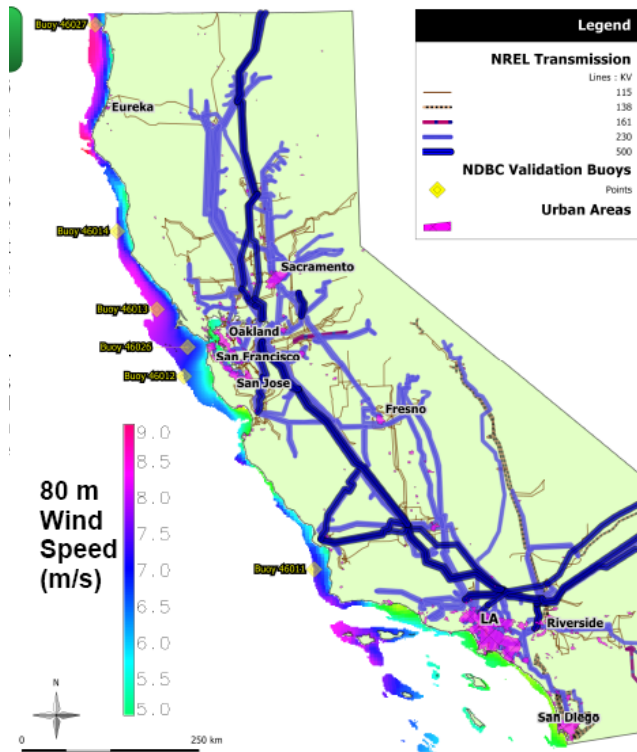 Legend
NREL Transmission
Lines : KV
115
138
161
230
500
NDBC Validation Buoys
Points
Urban Areas
Buoy-46027
Eureka
Buoy-46014
Sacramento
Buoy-46013
Oakland
Buoy-46026
San Francisco
Buoy-46012
San Jose
Fresno
80 m
Wind
Speed
(m/s)
9.0
8.5
8.0
7.5
7.0
6.5
6.0
5.5
5.0
Buoy-46011
LA
Riverside
San Diego
N
0 250 km